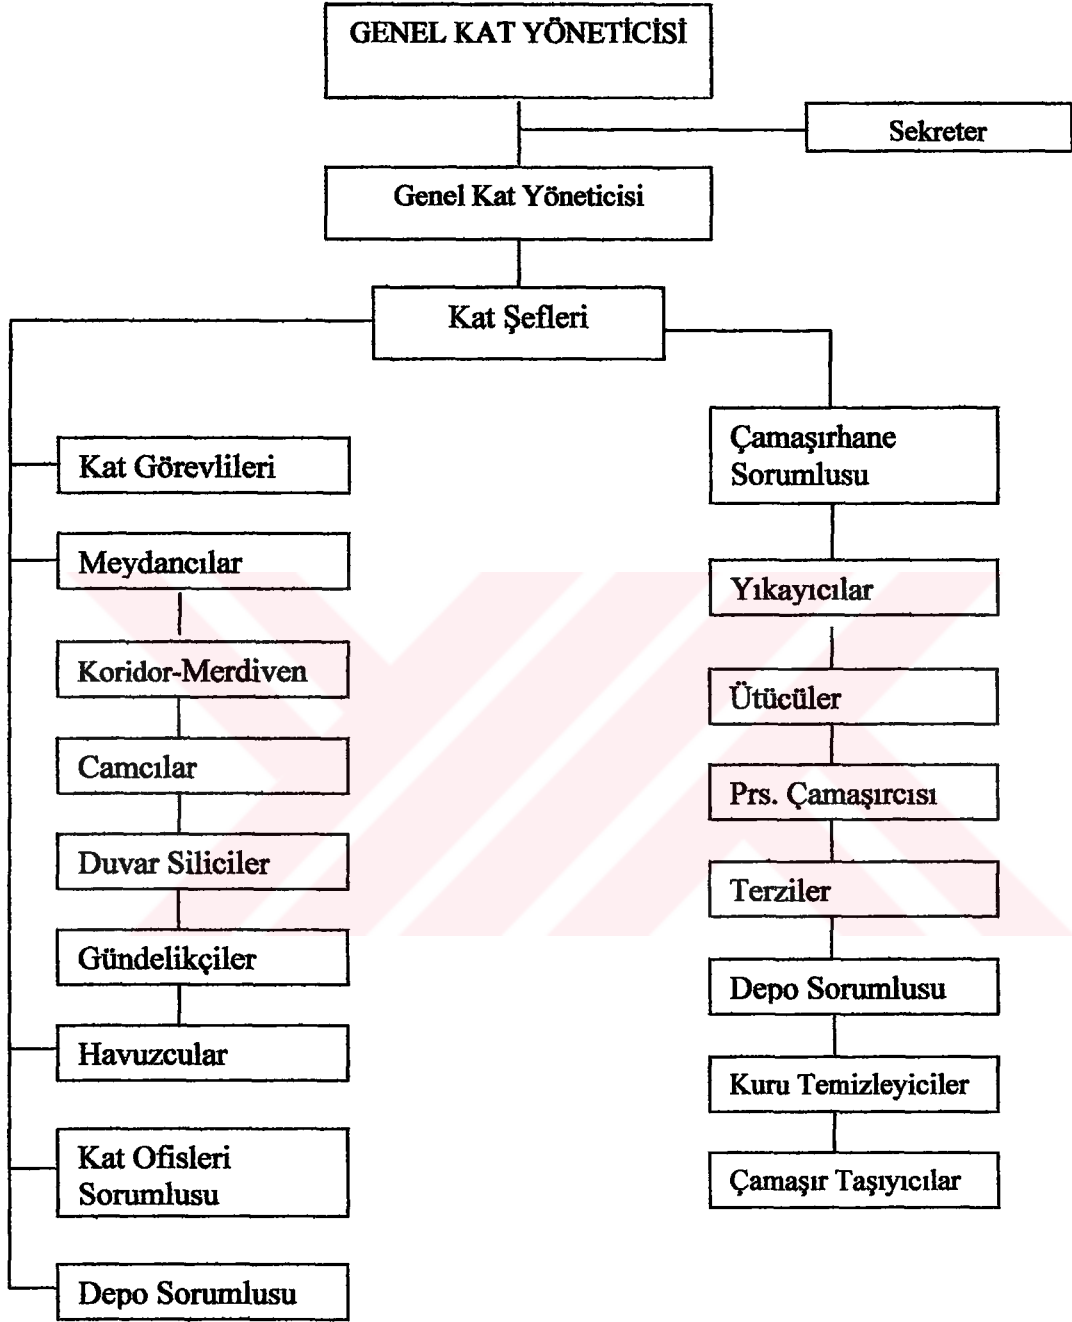 GENEL KAT YÖNETİCİSİ
Sekreter
Genel Kat Yöneticisi
Kat Şefleri
Kat Görevlileri
Meydancılar
Koridor-Merdiven
Camcılar
Duvar Siliciler
Gündelikçiler
Havuzcular
Kat Ofisleri
Sorumlusu
Depo Sorumlusu
Çamaşırhane
Sorumlusu
Yıkayıcılar
Ütücüler
Prs. Çamaşırcısı
Terziler
Depo Sorumlusu
Kuru Temizleyiciler
Çamaşır Taşıyıcılar